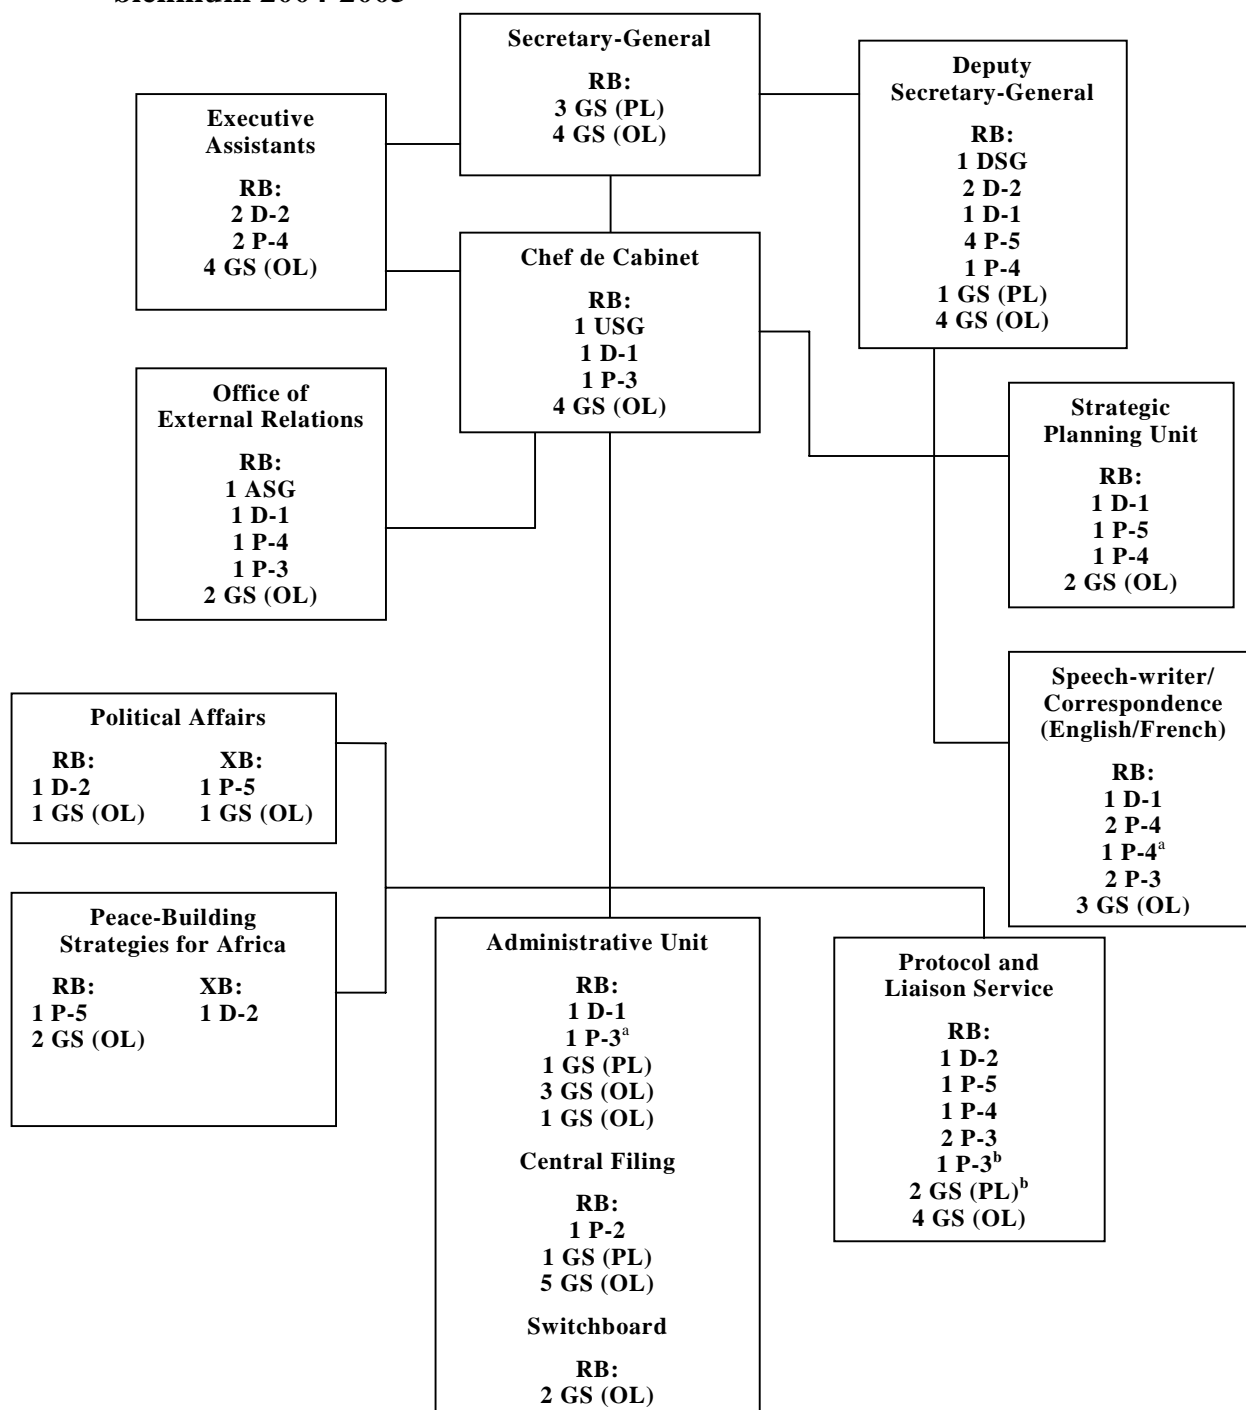 biennium 2004-2005
Secretary-General
RB:
3 GS (PL)
4 GS (OL)
Deputy
Secretary-General
RB:
1 DSG
2 D-2
1 D-1
4 P-5
1 P-4
1 GS (PL)
4 GS (OL)
Executive
Assistants
RB:
2 D-2
2 P-4
4 GS (OL)
Chef de Cabinet
RB:
1 USG
1 D-1
1 P-3
4 GS (OL)
Office of
External Relations
RB:
1 ASG
1 D-1
1 P-4
1 P-3
2 GS (OL)
Strategic
Planning Unit
RB:
1 D-1
1 P-5
1 P-4
2 GS (OL)
Speech-writer/
Correspondence
(English/French)
RB:
1 D-1
2 P-4
1 P-4a
2 P-3
3 GS (OL)
Political Affairs
RB: XB:
1 D-2 1 P-5
1 GS (OL) 1 GS (OL)
Peace-Building
Strategies for Africa
RB: XB:
1 P-5 1 D-2
2 GS (OL)
Administrative Unit
RB:
1 D-1
1 P-3a
1 GS (PL)
3 GS (OL)
1 GS (OL)
Central Filing
RB:
1 P-2
1 GS (PL)
5 GS (OL)
Switchboard
RB:
2 GS (OL)
Protocol and
Liaison Service
RB:
1 D-2
1 P-5
1 P-4
2 P-3
1 P-3b
2 GS (PL)b
4 GS (OL)